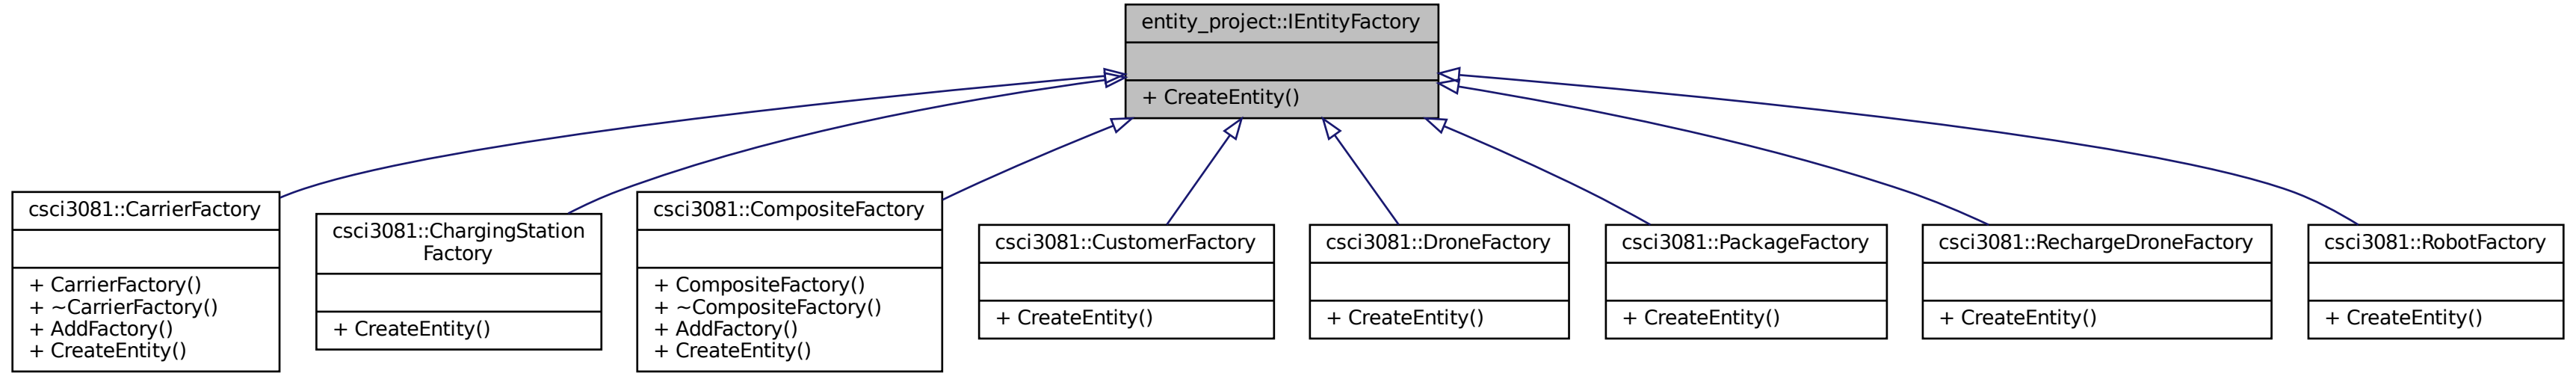 entity_project::IEntityFactory
+ CreateEntity()
csci3081::CarrierFactory
+ CarrierFactory()
+ ~CarrierFactory()
+ AddFactory()
+ CreateEntity()
csci3081::ChargingStation
Factory
+ CreateEntity()
csci3081::CompositeFactory
+ CompositeFactory()
+ ~CompositeFactory()
+ AddFactory()
+ CreateEntity()
csci3081::CustomerFactory
+ CreateEntity()
csci3081::DroneFactory
+ CreateEntity()
csci3081::PackageFactory
+ CreateEntity()
csci3081::RechargeDroneFactory
+ CreateEntity()
csci3081::RobotFactory
+ CreateEntity()